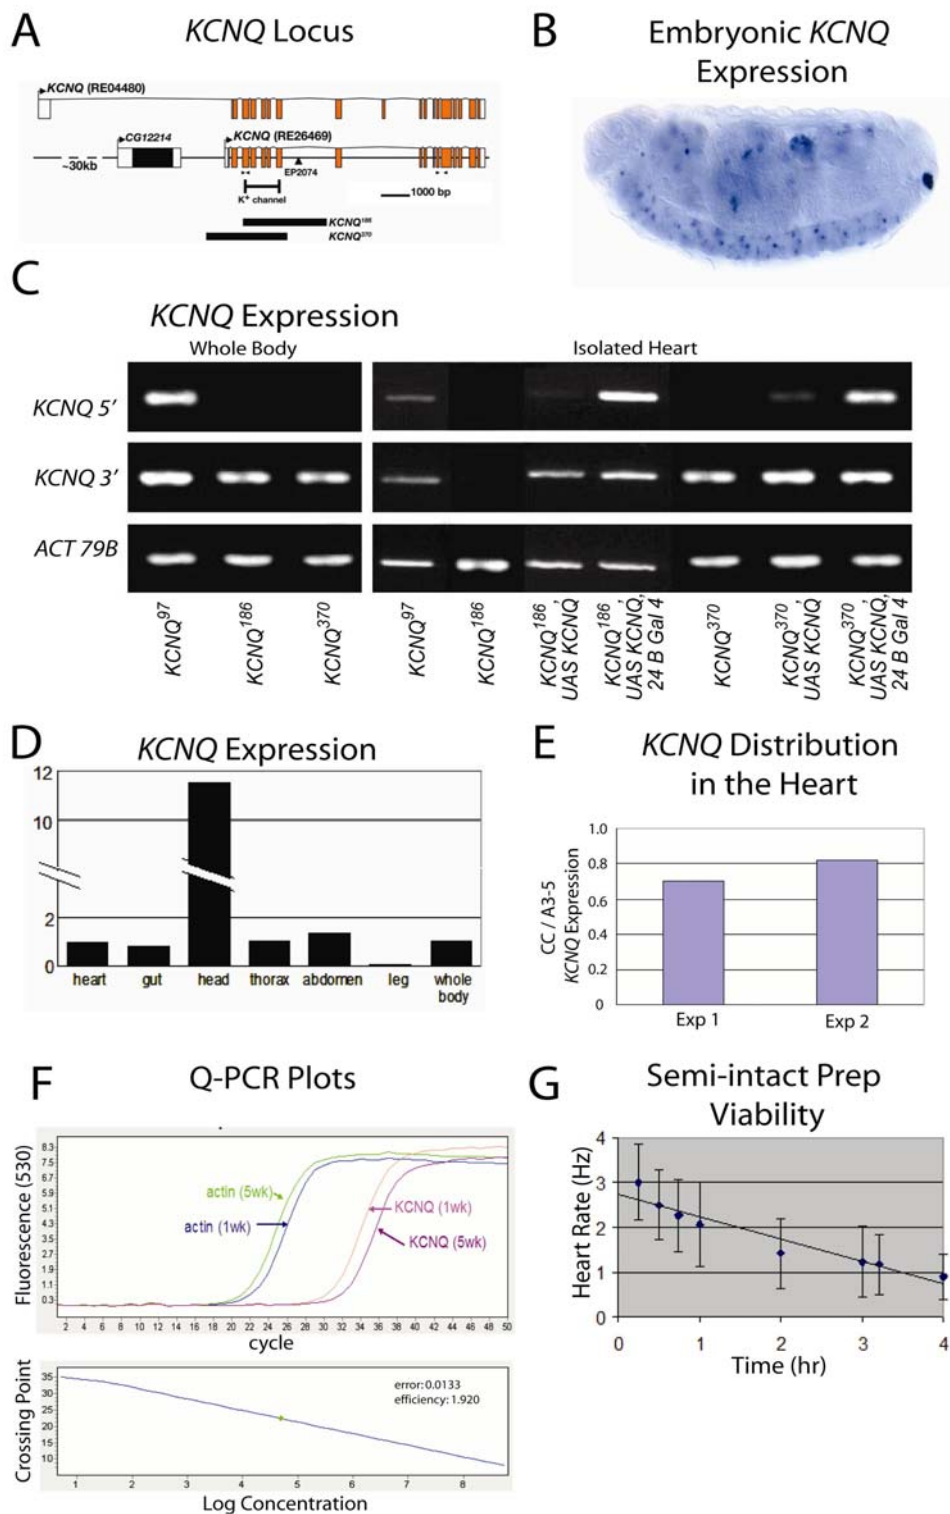 A
KCNQ Locus
KCNQ (RE04480)
CG12214
KCNQ (RE26469)
~30kb
EP2074
K+ channel
1000 bp
KCNQ186
KCNQ370
B
Embryonic KCNQ
Expression
C
KCNQ Expression
Whole Body
Isolated Heart
KCNQ 5′
KCNQ 3′
ACT 79B
KCNQ97
KCNQ186
KCNQ370
KCNQ97
KCNQ186
KCNQ186,
UAS KCNQ
KCNQ186,
UAS KCNQ,
24 B Gal 4
KCNQ370
KCNQ370,
UAS KCNQ
KCNQ370,
UAS KCNQ,
24 B Gal 4
D
KCNQ Expression
12
10
2
0
heart gut head thorax abdomen leg whole
body
E
KCNQ Distribution
in the Heart
CC / A3-5
KCNQ Expression
1.0
0.8
0.6
0.4
0.2
0
Exp 1 Exp 2
F
Q-PCR Plots
Fluorescence (530)
8.3
7.7
6.7
5.9
5.1
4.3
3.5
2.7
1.9
1.1
0.3
actin (5wk)
actin (1wk)
KCNQ (1wk)
KCNQ (5wk)
2 4 6 8 10 12 14 16 18 20 22 24 26 28 30 32 34 36 38 40 42 44 46 48 50
cycle
Crossing Point
35
30
25
20
15
10
error: 0.0133
efficiency: 1.920
1 2 3 4 5 6 7 8
Log Concentration
G
Semi-intact Prep
Viability
Heart Rate (Hz)
4
3
2
1
0
0 1 2 3 4
Time (hr)